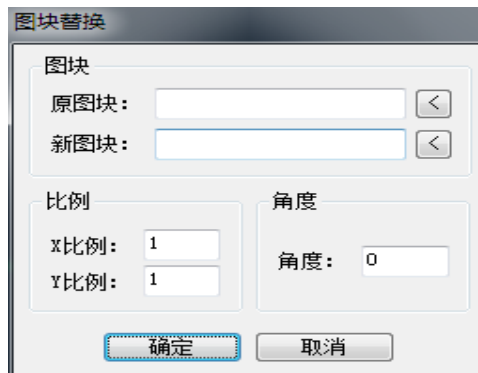 图块替换
图块
原图块： <
新图块： <
比例
X比例： 1
Y比例： 1
角度
角度： 0
确定 取消